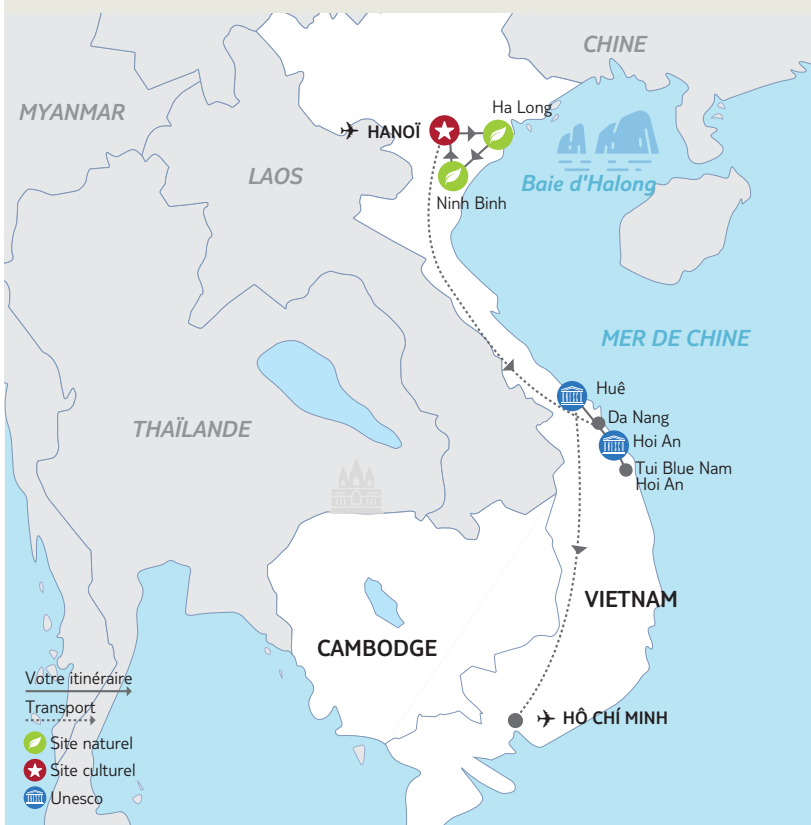 CHINE
MYANMAR
Ha Long
HANOÏ
LAOS
Baie d'Halong
Ninh Binh
MER DE CHINE
Huê
Da Nang
THAÏLANDE
Hoi An
Tui Blue Nam
Hoi An
VIETNAM
CAMBODGE
HÔ CHÍ MINH
Votre itinéraire
Transport
Site naturel
Site culturel
Unesco